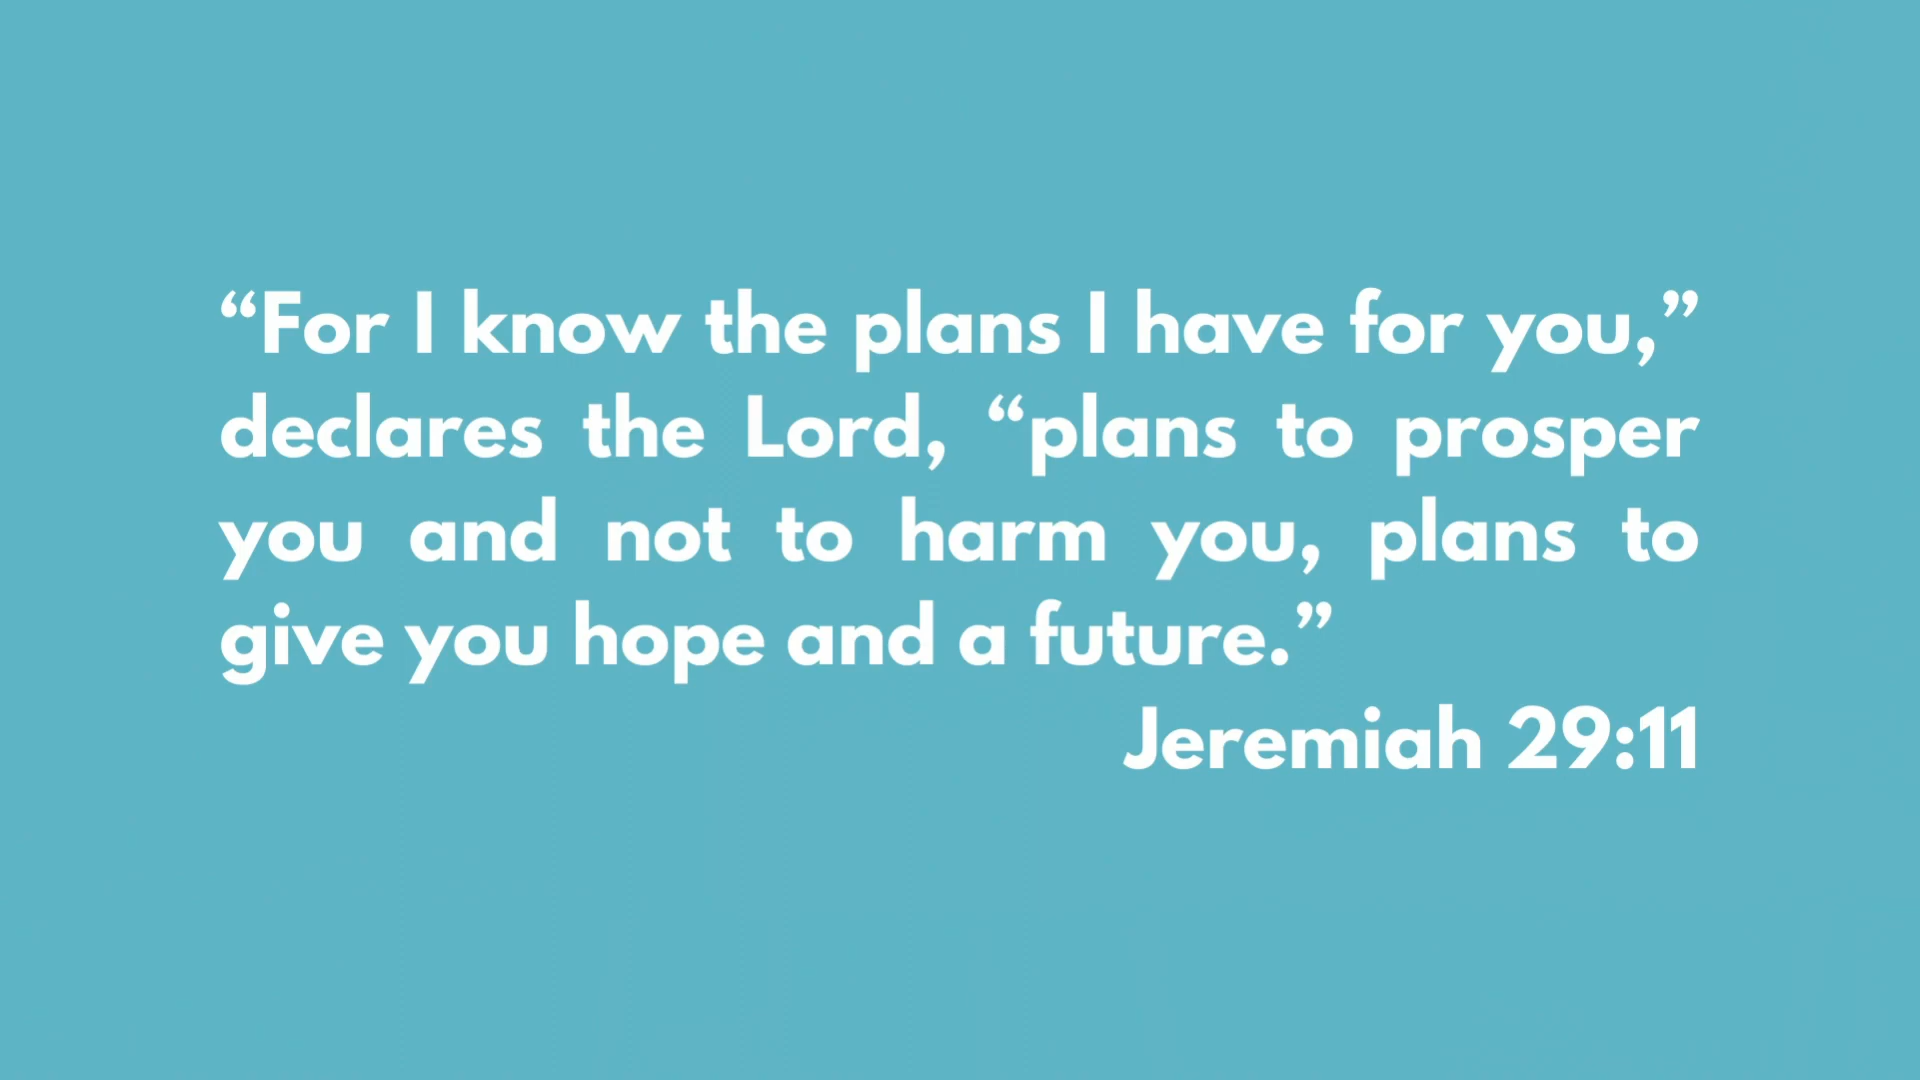 “For I know the plans I have for you,”
declares the Lord, “plans to prosper
you and not to harm you, plans to
give you hope and a future.”
Jeremiah 29:11